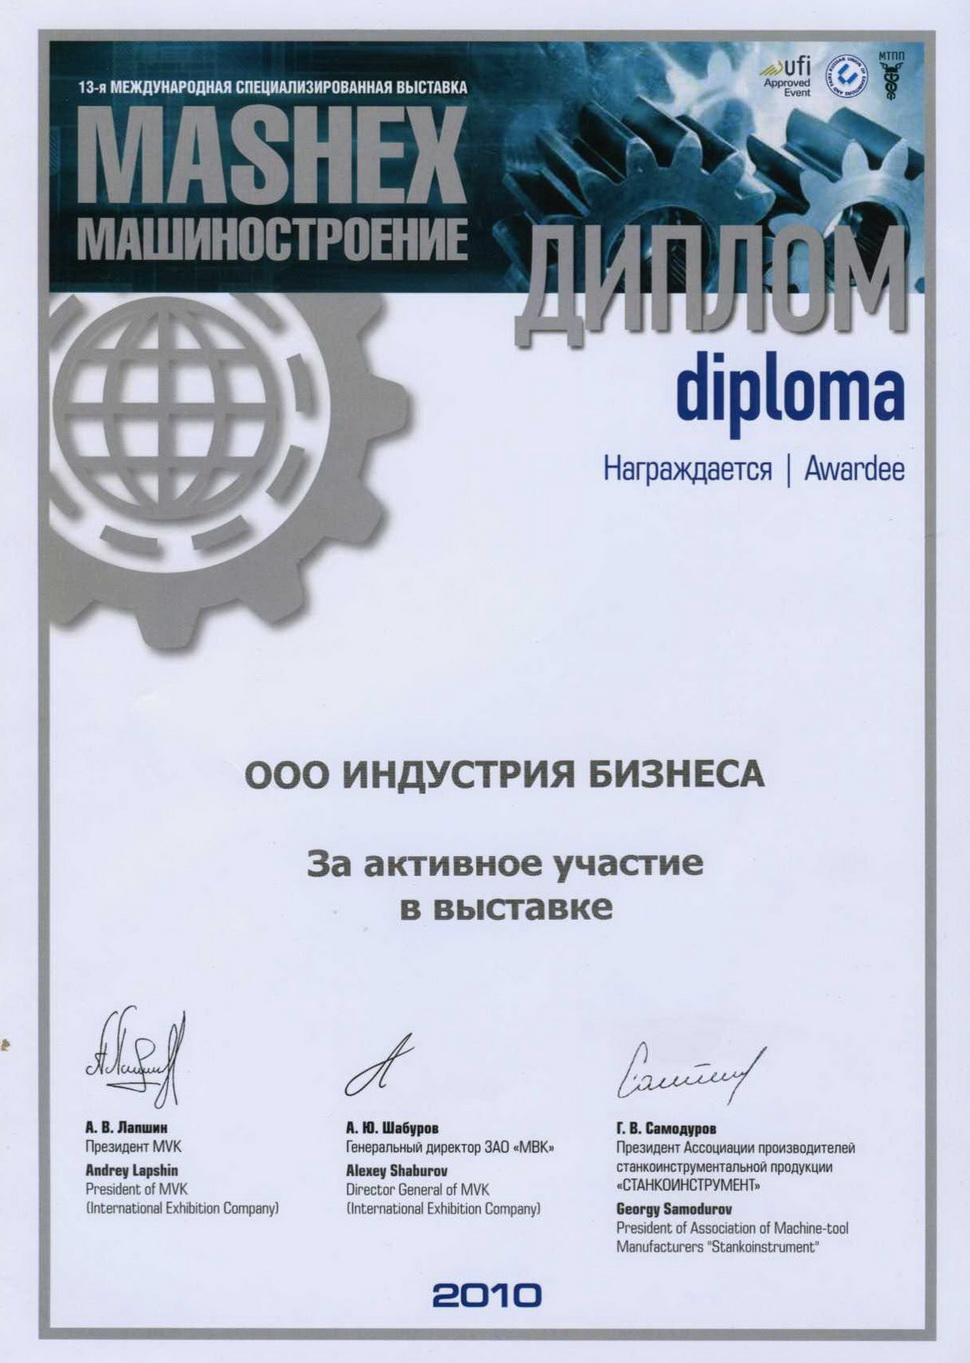 13-я МЕЖДУНАРОДНАЯ СПЕЦИАЛИЗИРОВАННАЯ ВЫСТАВКА
MASHEX
МАШИНОСТРОЕНИЕ
ufi
Approved
Event
МТПП
ДИПЛОМ
diploma
Награждается | Awardee
ООО ИНДУСТРИЯ БИЗНЕСА
За активное участие
в выставке
А. В. Лапшин
Президент MVK
Andrey Lapshin
President of MVK
(International Exhibition Company)
А. Ю. Шабуров
Генеральный директор ЗАО «МВК»
Alexey Shaburov
Director General of MVK
(International Exhibition Company)
Г. В. Самодуров
Президент Ассоциации производителей
станкоинструментальной продукции
«СТАНКОИНСТРУМЕНТ»
Georgy Samodurov
President of Association of Machine-tool
Manufacturers "Stankoinstrument"
2010